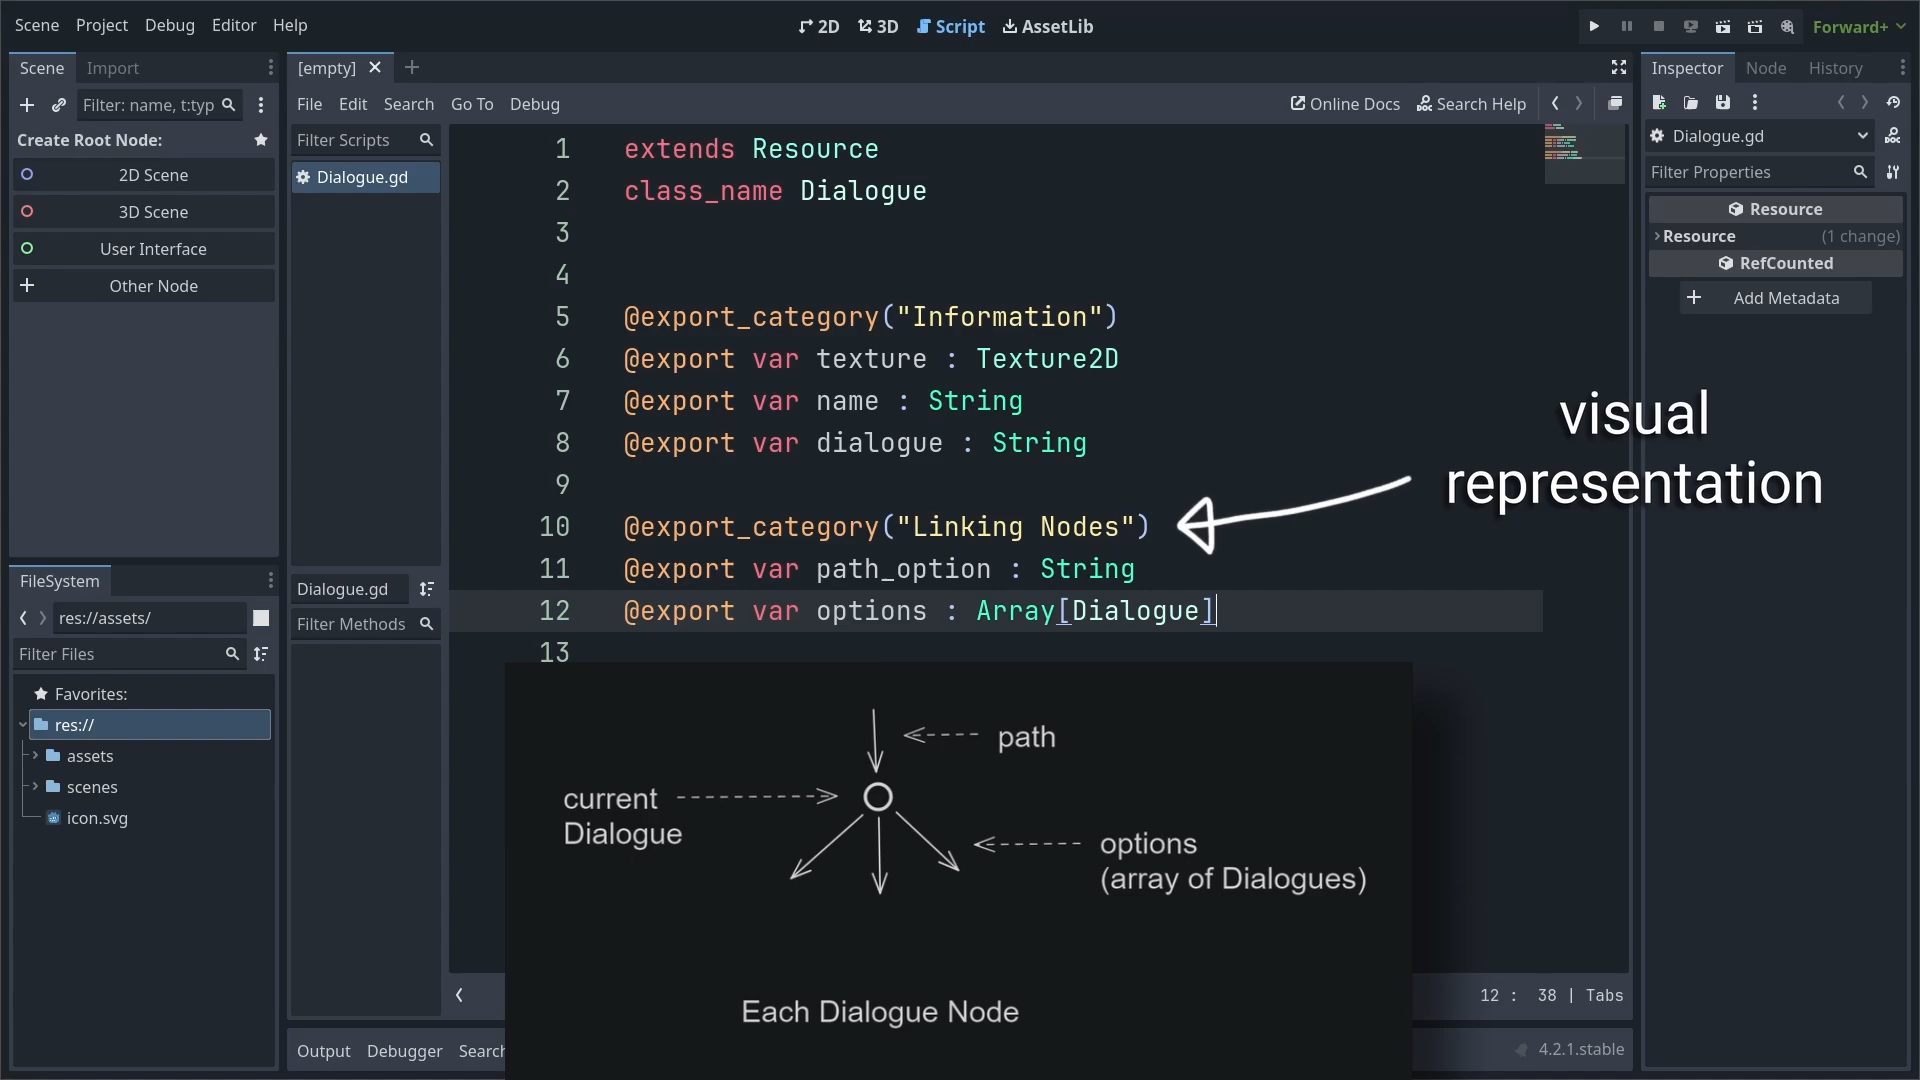 Scene Project Debug Editor Help
2D 3D Script AssetLib
Forward+
Scene Import
Filter: name, t:typ
Create Root Node:
2D Scene
3D Scene
User Interface
Other Node
FileSystem
res://assets/
Filter Files
Favorites:
res://
assets
scenes
icon.svg
[empty]
File Edit Search Go To Debug
Online Docs Search Help
Filter Scripts
Dialogue.gd
Dialogue.gd
Filter Methods
1 extends Resource
2 class_name Dialogue
3
4
5 @export_category("Information")
6 @export var texture : Texture2D
7 @export var name : String
8 @export var dialogue : String
9
10 @export_category("Linking Nodes")
11 @export var path_option : String
12 @export var options : Array[Dialogue]
13
visual
representation
path
current
Dialogue
options
(array of Dialogues)
Each Dialogue Node
12 : 38 | Tabs
Output Debugger Search
4.2.1.stable
Inspector Node History
Dialogue.gd
Filter Properties
Resource
Resource (1 change)
RefCounted
Add Metadata